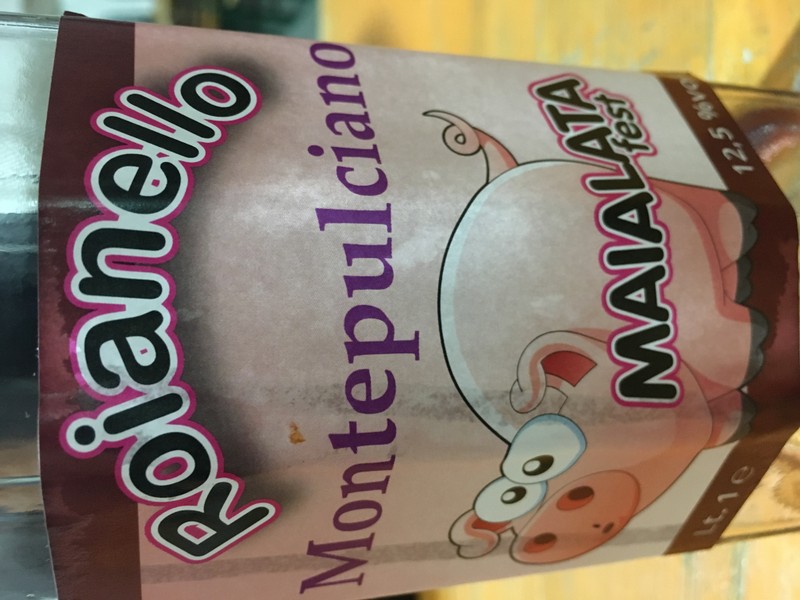 Roianello
Montepulciano
MAIALATA
fest
Lt.1 e
12,5 %vol